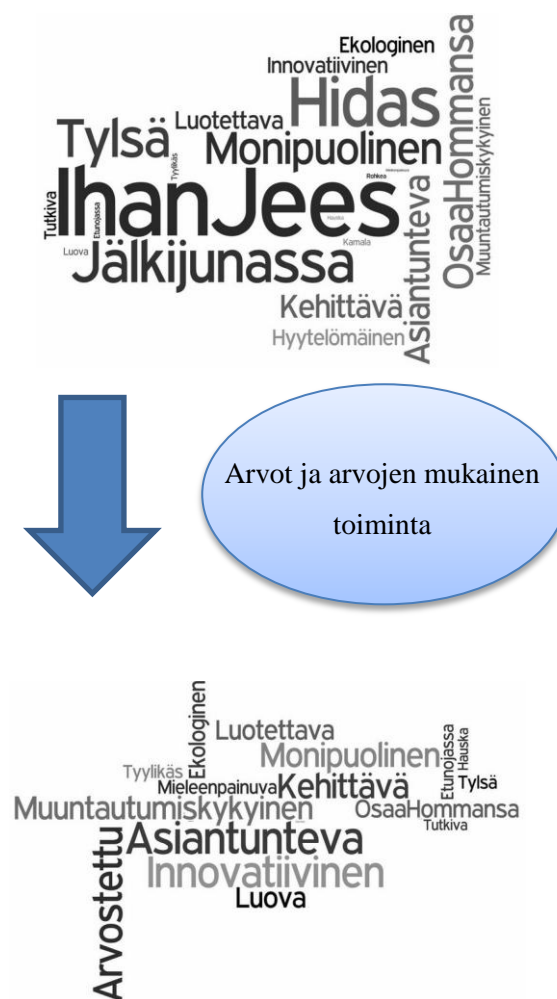 Ekologinen
Innovatiivinen
Hidas
OsaaHommansa
Muuntautumiskykyinen
Luotettava
Tylsä
Tyylikäs
Monipuolinen
Rohkea
IhanJees
Tutkiva
Etunojassa
Kamala
Luova
Jälkijunassa
Asiantunteva
Kehittävä
Hyytelömäinen
Arvot ja arvojen mukainen
toiminta
Ekologinen
Luotettava
Etunojassa
Hauska
Monipuolinen
Tyylikäs
Mieleenpainuva
Kehittävä
Tylsä
Muuntautumiskykyinen
OsaaHommansa
Tutkiva
Asiantunteva
Arvostettu
Innovatiivinen
Luova